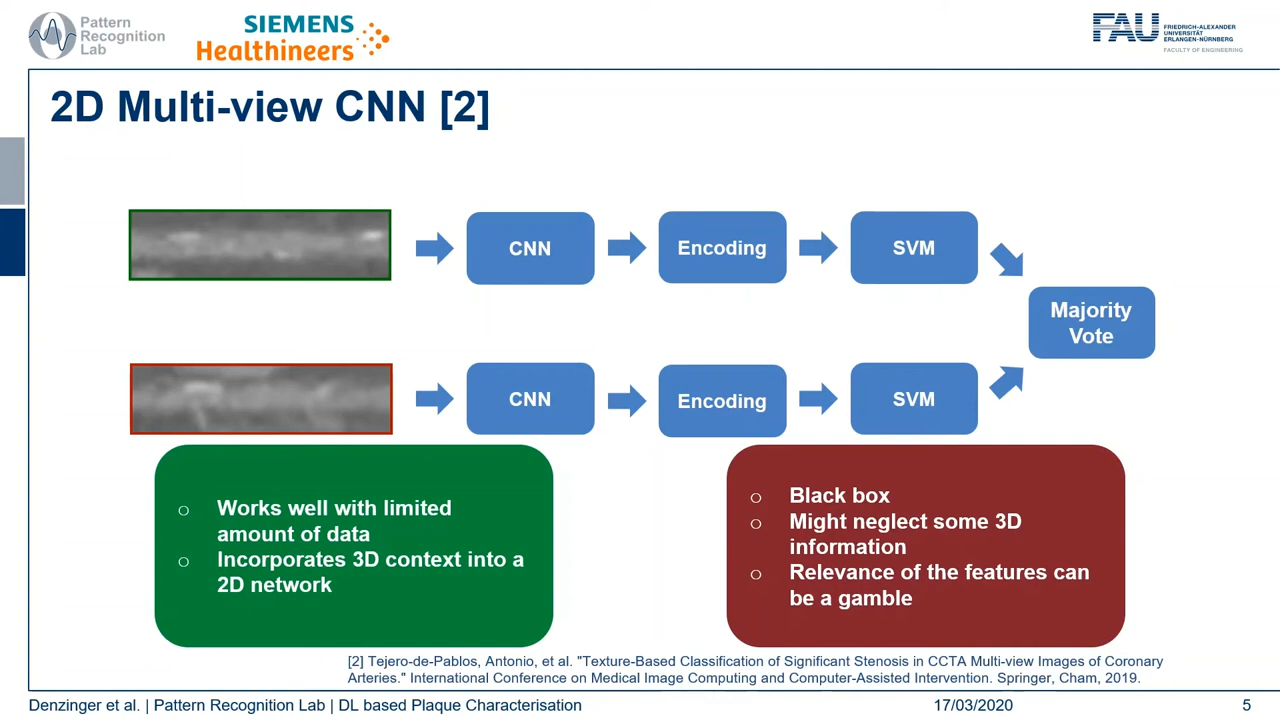 Pattern
Recognition
Lab
SIEMENS
Healthineers
FAU
FRIEDRICH-ALEXANDER
UNIVERSITÄT
ERLANGEN-NÜRNBERG
FACULTY OF ENGINEERING
2D Multi-view CNN [2]
CNN
Encoding
SVM
Majority
Vote
CNN
Encoding
SVM
Works well with limited
amount of data
Incorporates 3D context into a
2D network
Black box
Might neglect some 3D
information
Relevance of the features can
be a gamble
[2] Tejero-de-Pablos, Antonio, et al. "Texture-Based Classification of Significant Stenosis in CCTA Multi-view Images of Coronary
Arteries." International Conference on Medical Image Computing and Computer-Assisted Intervention. Springer, Cham, 2019.
Denzinger et al. | Pattern Recognition Lab | DL based Plaque Characterisation
17/03/2020
5